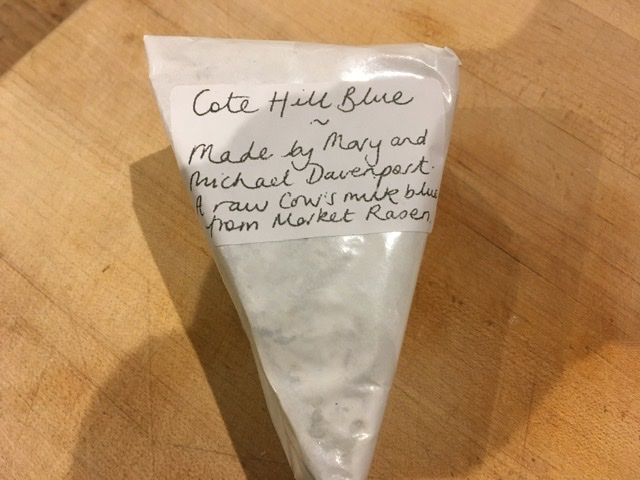 Cote Hill Blue
~
Made by Mary and
Michael Davenport.
A raw Cow's milk blue
from Market Rasen